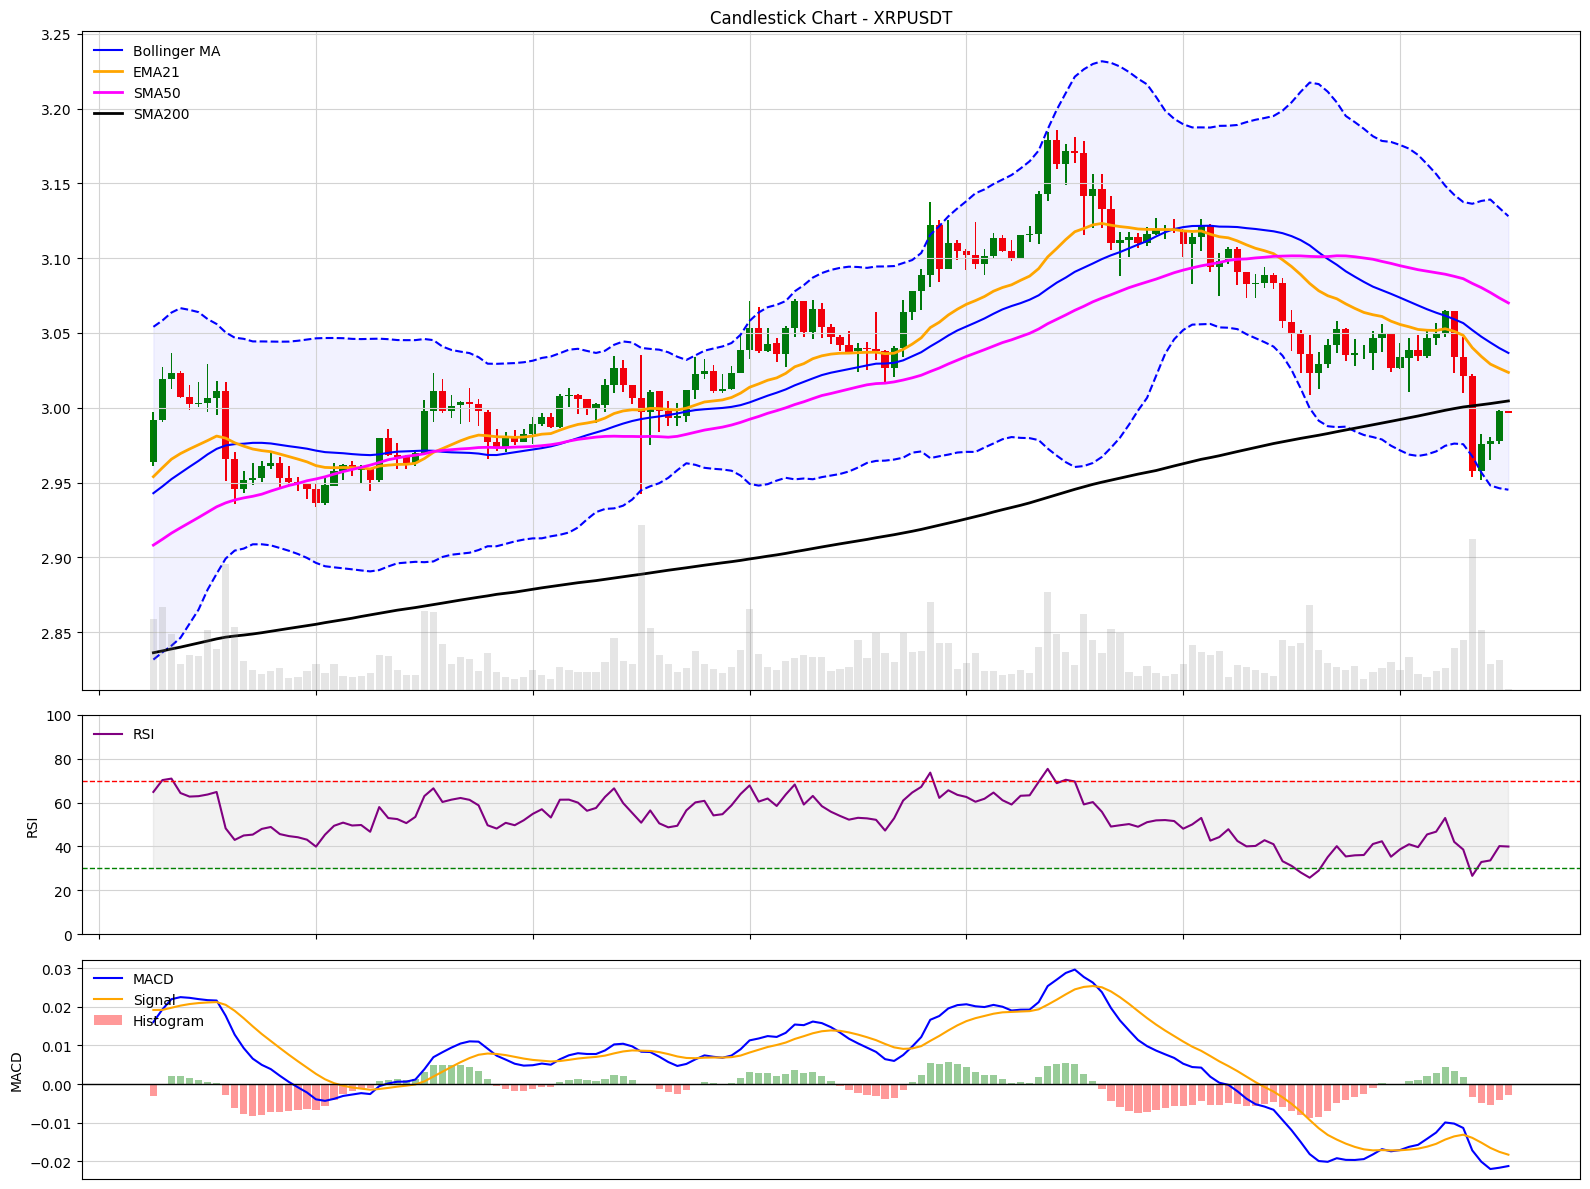 Candlestick Chart - XRPUSDT
3.25
3.20
3.15
3.10
3.05
3.00
2.95
2.90
2.85
Bollinger MA
EMA21
SMA50
SMA200
100
80
60
40
20
0
RSI
RSI
0.03
0.02
0.01
0.00
−0.01
−0.02
MACD
MACD
Signal
Histogram